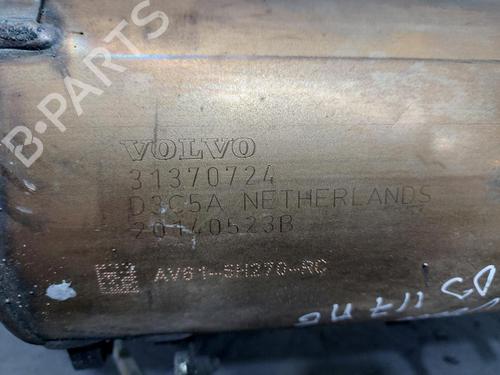 B-PARTS
VOLVO
31370724
D3C5A NETHERLANDS
20140523B
AV61-5H270-RC